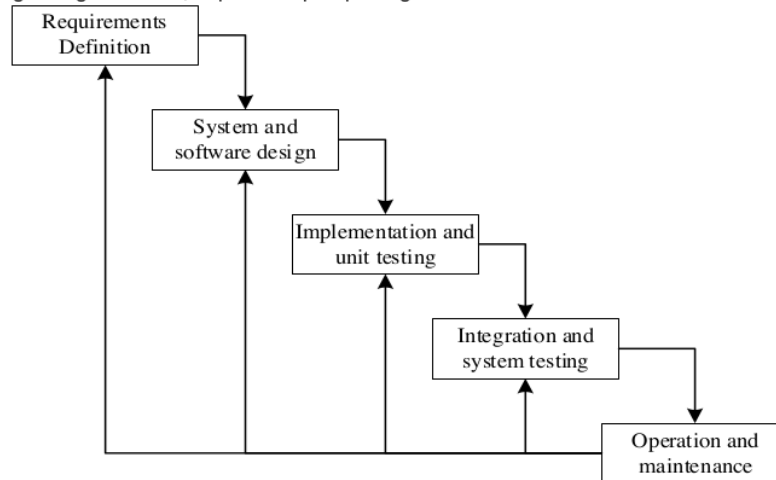 Requirements
Definition
System and
software design
Implementation and
unit testing
Integration and
system testing
Operation and
maintenance